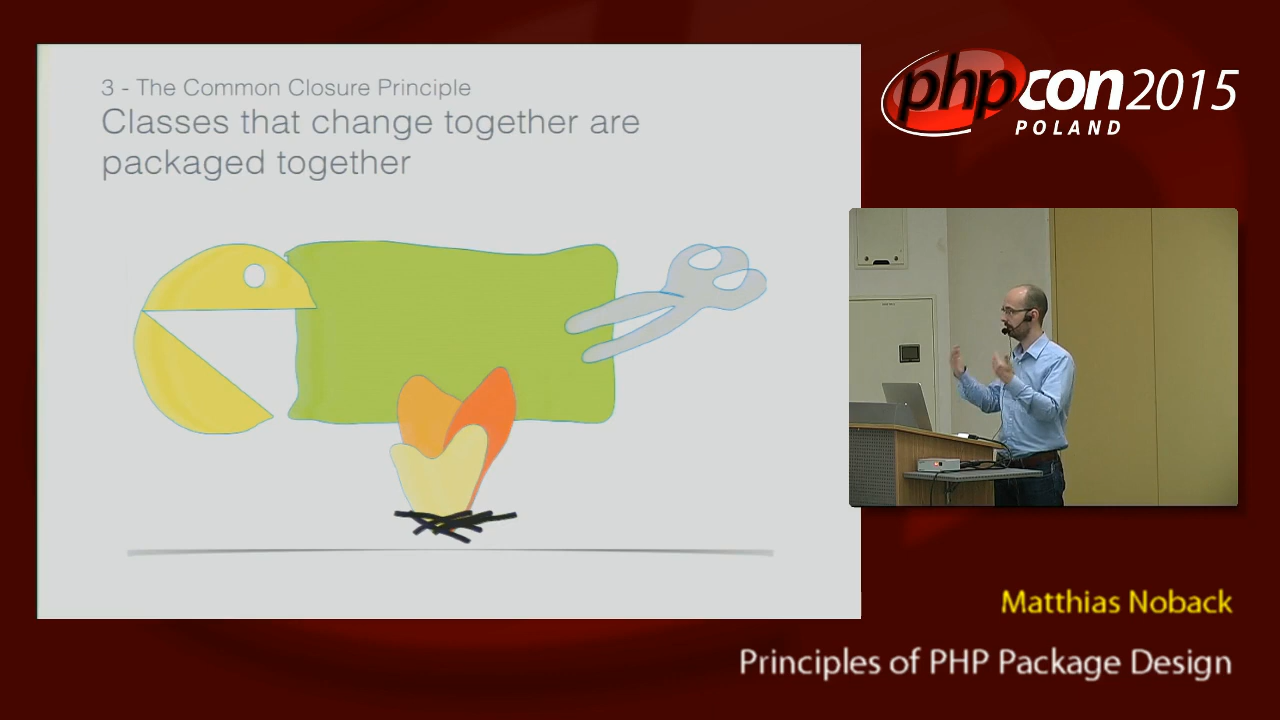 3 - The Common Closure Principle
Classes that change together are
packaged together
phpcon2015
POLAND
Matthias Noback
Principles of PHP Package Design